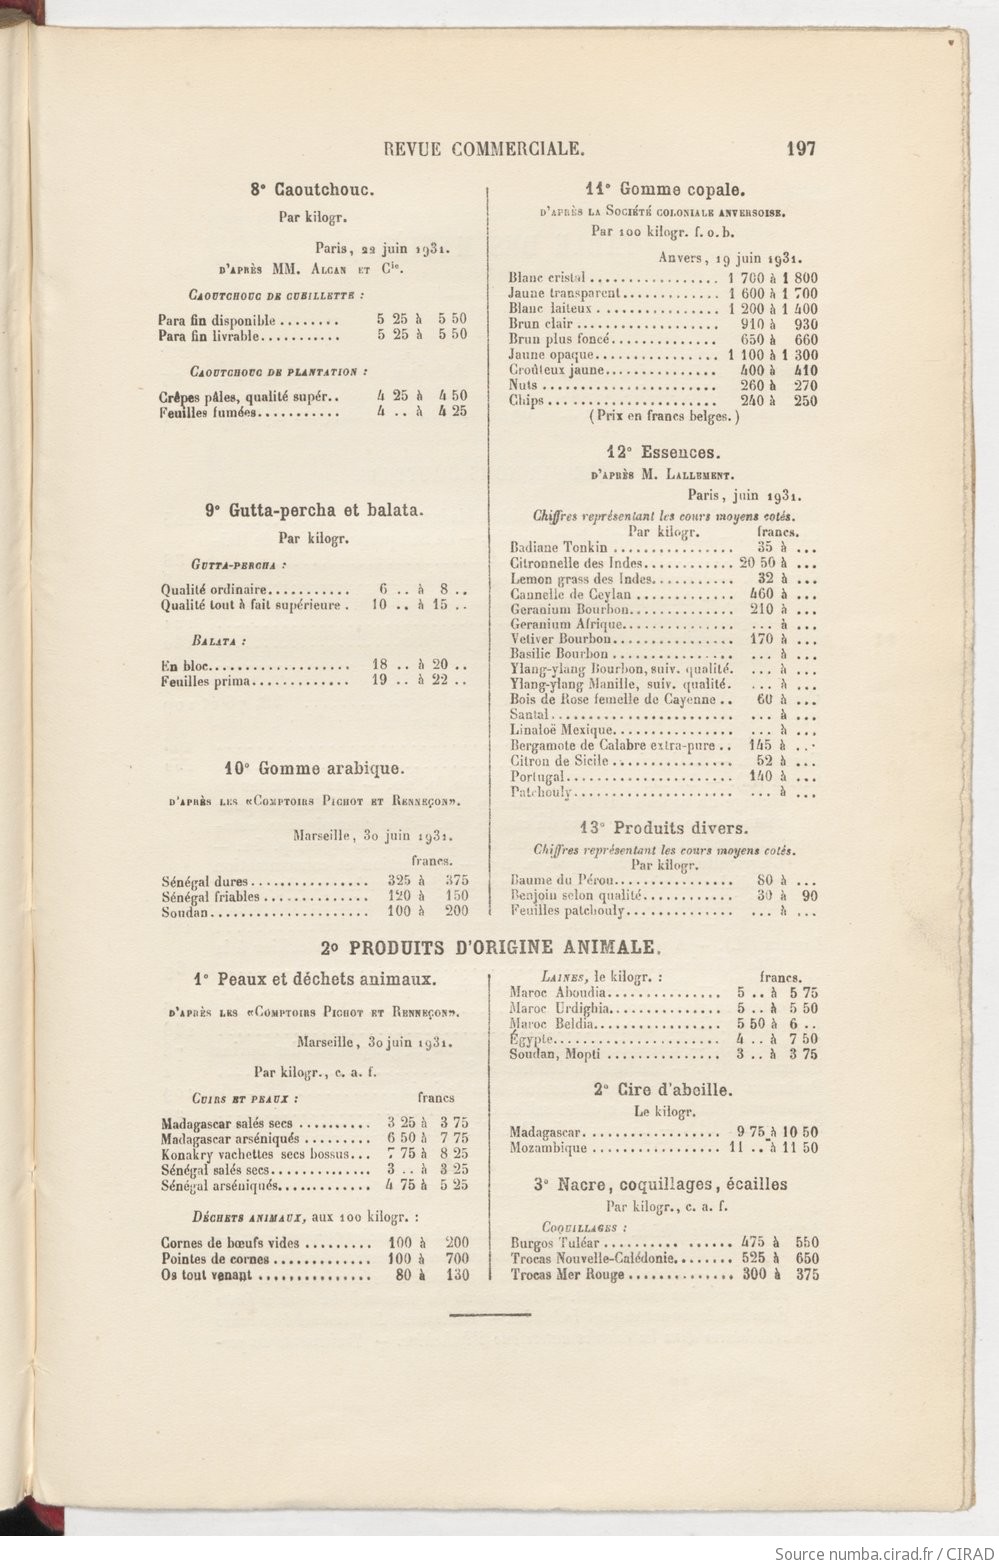 REVUE COMMERCIALE. 197
8° Caoutchouc.
Par kilogr.
Paris, 22 juin 1931.
D'APRÈS MM. ALCAN ET Cie.
CAOUTCHOUC DE CUEILLETTE :
Para fin disponible ........ 5 25 à 5 50
Para fin livrable........... 5 25 à 5 50
CAOUTCHOUC DE PLANTATION :
Crêpes pâles, qualité supér.. 4 25 à 4 50
Feuilles fumées........... 4 .. à 4 25
9° Gutta-percha et balata.
Par kilogr.
GUTTA-PERCHA :
Qualité ordinaire........... 6 .. à 8 ..
Qualité tout à fait supérieure . 10 .. à 15 ..
BALATA :
En bloc................... 18 .. à 20 ..
Feuilles prima............. 19 .. à 22 ..
10° Gomme arabique.
D'APRÈS LES «COMPTOIRS PICHOT ET RENNEÇON».
Marseille, 30 juin 1931.
francs.
Sénégal dures............... 325 à 375
Sénégal friables ............. 120 à 150
Soudan.................... 100 à 200
11° Gomme copale.
D'APRÈS LA SOCIÉTÉ COLONIALE ANVERSOISE.
Par 100 kilogr. f. o. b.
Anvers, 19 juin 1931.
Blanc cristal ................. 1 700 à 1 800
Jaune transparent............. 1 600 à 1 700
Blanc laiteux ................ 1 200 à 1 400
Brun clair ................... 910 à 930
Brun plus foncé.............. 650 à 660
Jaune opaque................ 1 100 à 1 300
Croûteux jaune............... 400 à 410
Nuts ....................... 260 à 270
Chips ...................... 240 à 250
(Prix en francs belges.)
12° Essences.
D'APRÈS M. LALLEMENT.
Paris, juin 1931.
Chiffres représentant les cours moyens cotés.
Par kilogr. francs.
Badiane Tonkin ................ 35 à ...
Citronnelle des Indes............ 20 50 à ...
Lemon grass des Indes........... 32 à ...
Cannelle de Ceylan ............. 460 à ...
Geranium Bourbon.............. 210 à ...
Geranium Afrique............... ... à ...
Vetiver Bourbon................ 170 à ...
Basilic Bourbon ................ ... à ...
Ylang-ylang Bourbon, suiv. qualité. ... à ...
Ylang-ylang Manille, suiv. qualité. ... à ...
Bois de Rose femelle de Cayenne .. 60 à ...
Santal........................ ... à ...
Linaloë Mexique................ ... à ...
Bergamote de Calabre extra-pure .. 145 à ...
Citron de Sicile ................ 52 à ...
Portugal...................... 140 à ...
Patchouly..................... ... à ...
13° Produits divers.
Chiffres représentant les cours moyens cotés.
Par kilogr.
Baume du Pérou................ 80 à ...
Benjoin selon qualité............ 30 à 90
Feuilles patchouly.............. ... à ...
2° PRODUITS D'ORIGINE ANIMALE.
1° Peaux et déchets animaux.
D'APRÈS LES «COMPTOIRS PICHOT ET RENNEÇON».
Marseille, 30 juin 1931.
Par kilogr., c. a. f.
CUIRS ET PEAUX : francs
Madagascar salés secs .......... 3 25 à 3 75
Madagascar arséniqués ......... 6 50 à 7 75
Konakry vachettes secs bossus... 7 75 à 8 25
Sénégal salés secs.............. 3 .. à 3 25
Sénégal arséniqués............. 4 75 à 5 25
DÉCHETS ANIMAUX, aux 100 kilogr. :
Cornes de bœufs vides ......... 100 à 200
Pointes de cornes ............. 100 à 700
Os tout venant ............... 80 à 130
LAINES, le kilogr. : francs.
Maroc Aboudia............... 5 .. à 5 75
Maroc Urdighia............... 5 .. à 5 50
Maroc Beldia................. 5 50 à 6 ..
Égypte...................... 4 .. à 7 50
Soudan, Mopti ............... 3 .. à 3 75
2° Cire d'abeille.
Le kilogr.
Madagascar.................. 9 75 à 10 50
Mozambique ................. 11 .. à 11 50
3° Nacre, coquillages, écailles
Par kilogr., c. a. f.
COQUILLAGES :
Burgos Tuléar .......... ...... 475 à 550
Trocas Nouvelle-Calédonie........ 525 à 650
Trocas Mer Rouge .............. 300 à 375
Source numba.cirad.fr / CIRAD